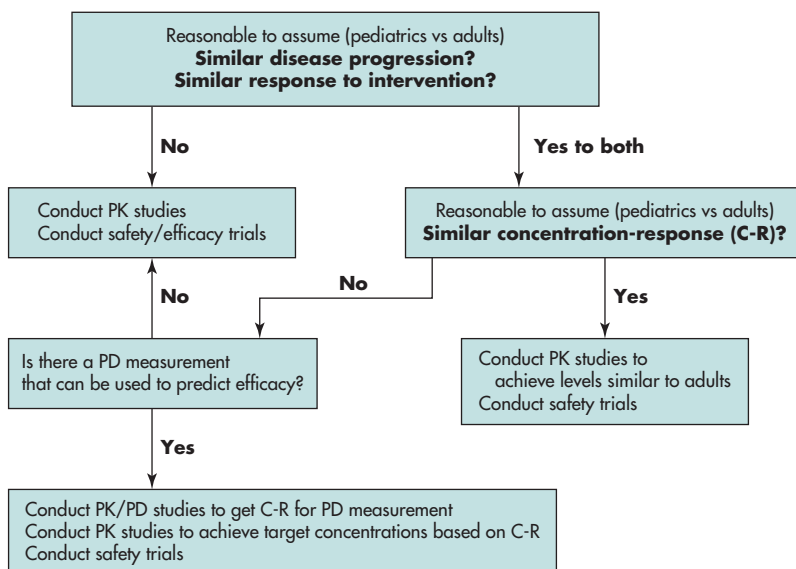 Reasonable to assume (pediatrics vs adults)
Similar disease progression?
Similar response to intervention?
No
Yes to both
Conduct PK studies
Conduct safety/efficacy trials
Reasonable to assume (pediatrics vs adults)
Similar concentration-response (C-R)?
No
No
Yes
Is there a PD measurement
that can be used to predict efficacy?
Conduct PK studies to
achieve levels similar to adults
Conduct safety trials
Yes
Conduct PK/PD studies to get C-R for PD measurement
Conduct PK studies to achieve target concentrations based on C-R
Conduct safety trials